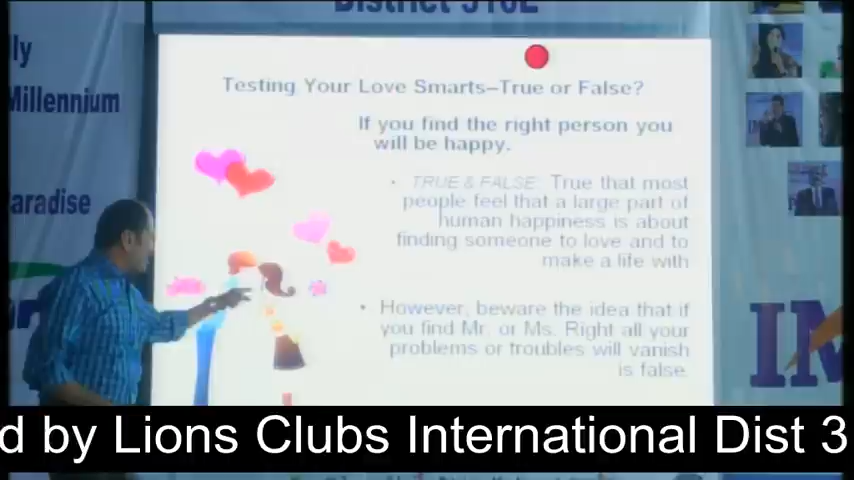 District
lly
Millennium
aradise
Testing Your Love Smarts–True or False?
If you find the right person you
will be happy.
• TRUE & FALSE: True that most
people feel that a large part of
human happiness is about
finding someone to love and to
make a life with
• However, beware the idea that if
you find Mr. or Ms. Right all your
problems or troubles will vanish
is false.
IM
d by Lions Clubs International Dist 3